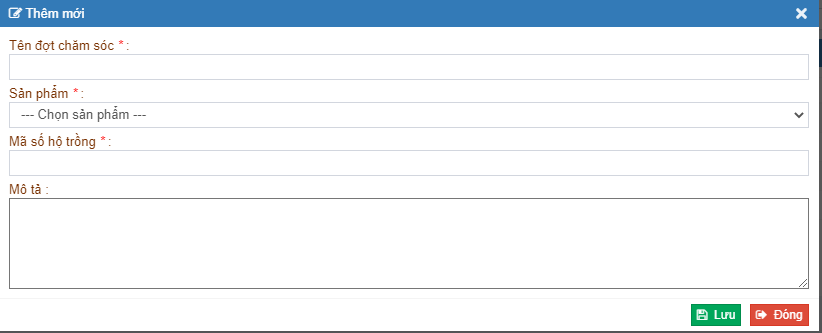 Thêm mới
Tên đợt chăm sóc * :
Sản phẩm * :
--- Chọn sản phẩm ---
Mã số hộ trồng * :
Mô tả :
Lưu Đóng